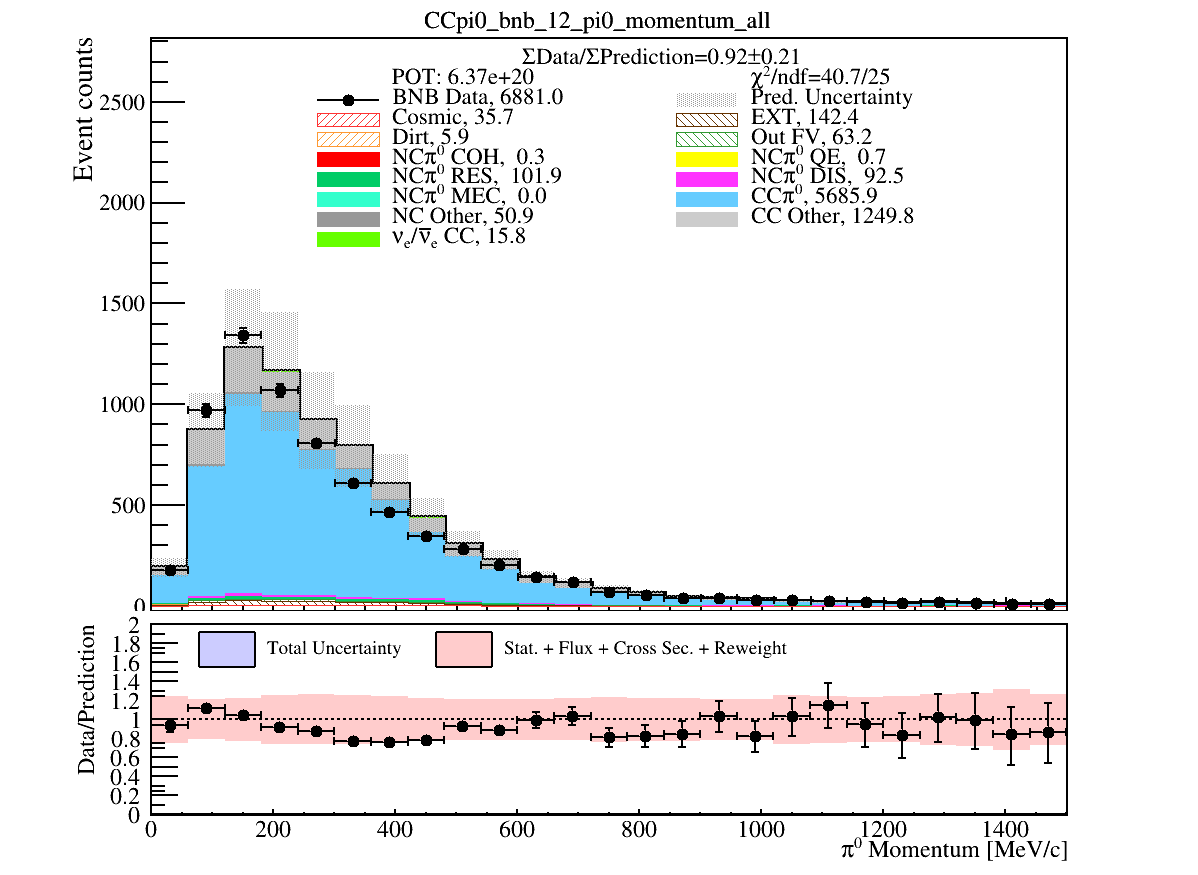 CCpi0_bnb_12_pi0_momentum_all
ΣData/ΣPrediction=0.92±0.21
POT: 6.37e+20
χ²/ndf=40.7/25
BNB Data, 6881.0
Pred. Uncertainty
Cosmic, 35.7
EXT, 142.4
Dirt, 5.9
Out FV, 63.2
NCπ⁰ COH, 0.3
NCπ⁰ QE, 0.7
NCπ⁰ RES, 101.9
NCπ⁰ DIS, 92.5
NCπ⁰ MEC, 0.0
CCπ⁰, 5685.9
NC Other, 50.9
CC Other, 1249.8
νₑ/ν̅ₑ CC, 15.8
Event counts
2500
2000
1500
1000
500
0
Total Uncertainty
Stat. + Flux + Cross Sec. + Reweight
Data/Prediction
2
1.8
1.6
1.4
1.2
1
0.8
0.6
0.4
0.2
0
0 200 400 600 800 1000 1200 1400
π⁰ Momentum [MeV/c]